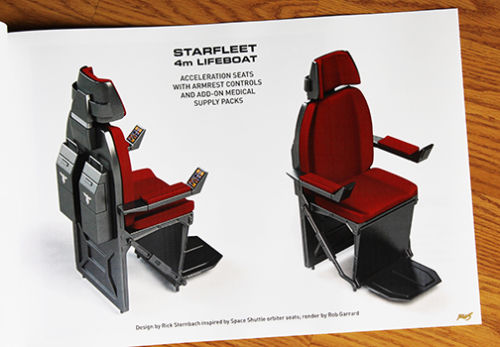 STARFLEET
4m LIFEBOAT
ACCELERATION SEATS
WITH ARMREST CONTROLS
AND ADD-ON MEDICAL
SUPPLY PACKS
Design by Rick Sternbach inspired by Space Shuttle orbiter seats, render by Rob Garrard